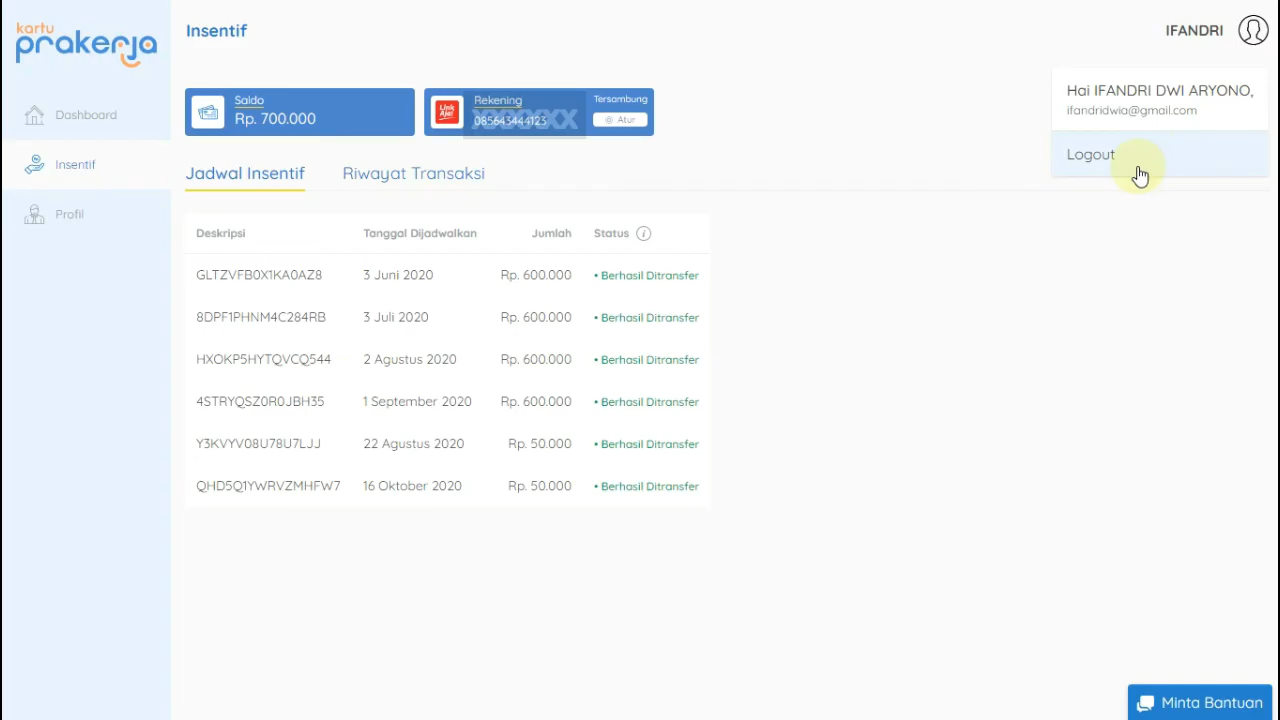 kartu
prakerja
Insentif
IFANDRI
Dashboard
Insentif
Profil
Saldo
Rp. 700.000
Rekening
085643444123
XXXXXX
Tersambung
Atur
Hai IFANDRI DWI ARYONO,
ifandridwia@gmail.com
Logout
Jadwal Insentif Riwayat Transaksi
Deskripsi Tanggal Dijadwalkan Jumlah Status
GLTZVFB0X1KA0AZ8 3 Juni 2020 Rp. 600.000 • Berhasil Ditransfer
8DPF1PHNM4C284RB 3 Juli 2020 Rp. 600.000 • Berhasil Ditransfer
HXOKP5HYTQVCQ544 2 Agustus 2020 Rp. 600.000 • Berhasil Ditransfer
4STRYQSZ0R0JBH35 1 September 2020 Rp. 600.000 • Berhasil Ditransfer
Y3KVYV08U78U7LJJ 22 Agustus 2020 Rp. 50.000 • Berhasil Ditransfer
QHD5Q1YWRVZMHFW7 16 Oktober 2020 Rp. 50.000 • Berhasil Ditransfer
Minta Bantuan